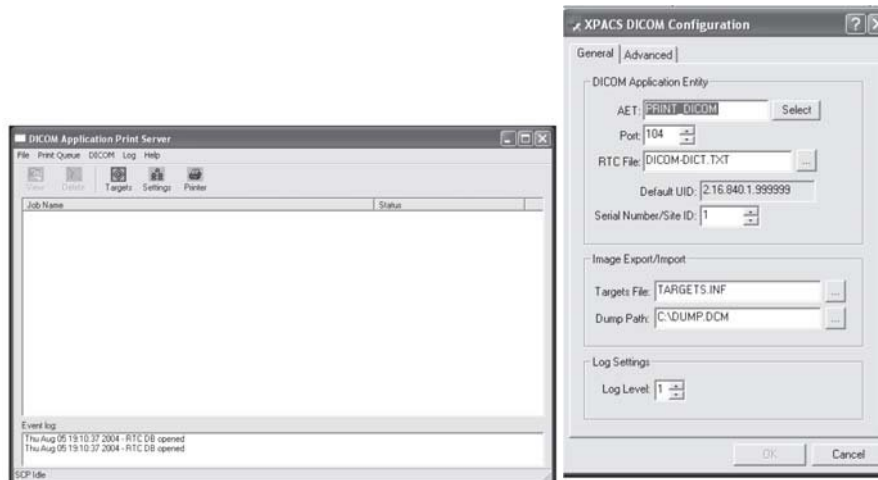 DICOM Application Print Server
File Print Queue DICOM Log Help
View Delete Targets Settings Printer
Job Name Status
Event log:
Thu Aug 05 19:10:37 2004 - RTC DB opened
Thu Aug 05 19:10:37 2004 - RTC DB opened
SCP Idle
XPACS DICOM Configuration
General Advanced
DICOM Application Entity
AET: PRINT_DICOM Select
Port: 104
RTC File: DICOM-DICT.TXT ...
Default UID: 2.16.840.1.999999
Serial Number/Site ID: 1
Image Export/Import
Targets File: TARGETS.INF ...
Dump Path: C:\DUMP.DCM ...
Log Settings
Log Level: 1
OK Cancel